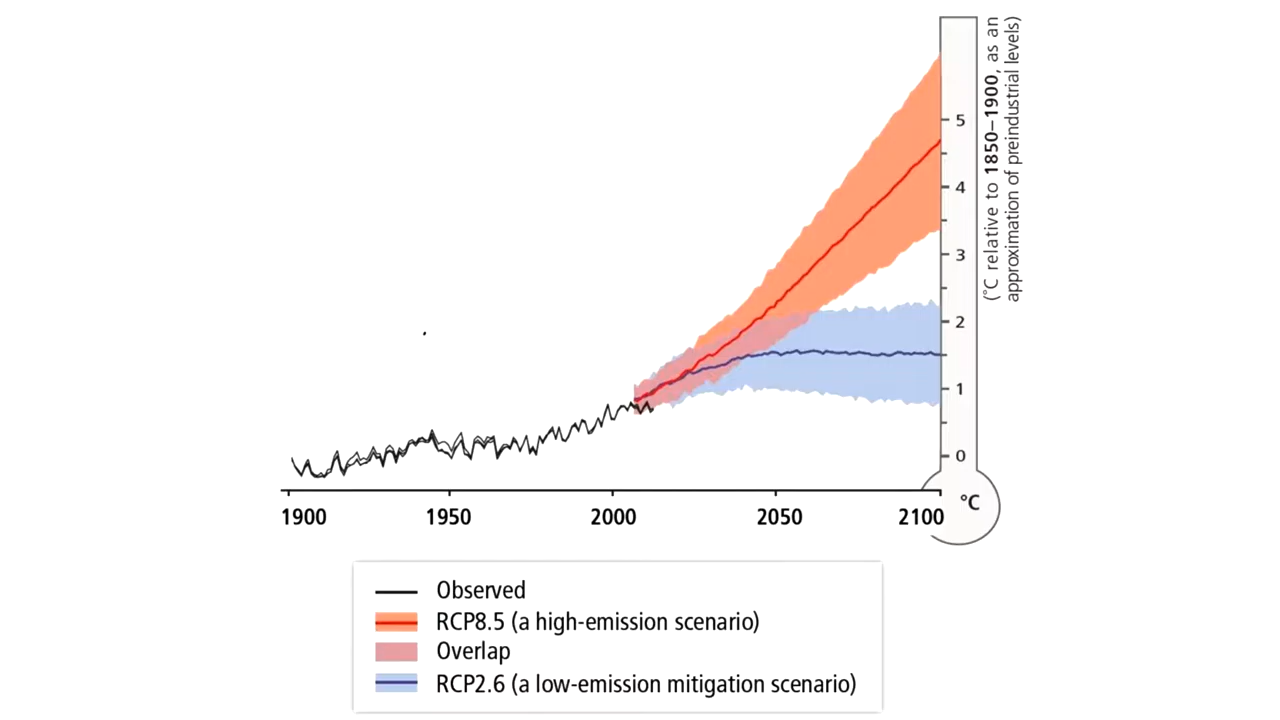 (°C relative to 1850–1900, as an
approximation of preindustrial levels)
5
4
3
2
1
0
°C
1900 1950 2000 2050 2100
Observed
RCP8.5 (a high-emission scenario)
Overlap
RCP2.6 (a low-emission mitigation scenario)